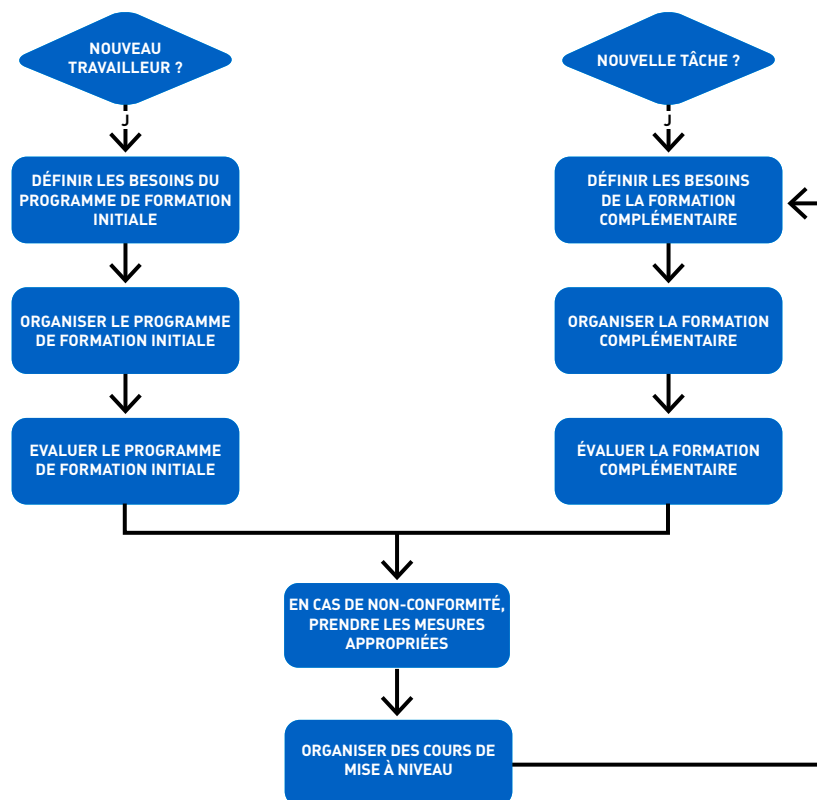 NOUVEAU
TRAVAILLEUR ?
J
DÉFINIR LES BESOINS DU
PROGRAMME DE FORMATION
INITIALE
ORGANISER LE PROGRAMME
DE FORMATION INITIALE
EVALUER LE PROGRAMME
DE FORMATION INITIALE
NOUVELLE TÂCHE ?
J
DÉFINIR LES BESOINS
DE LA FORMATION
COMPLÉMENTAIRE
ORGANISER LA FORMATION
COMPLÉMENTAIRE
ÉVALUER LA FORMATION
COMPLÉMENTAIRE
EN CAS DE NON-CONFORMITÉ,
PRENDRE LES MESURES
APPROPRIÉES
ORGANISER DES COURS DE
MISE À NIVEAU